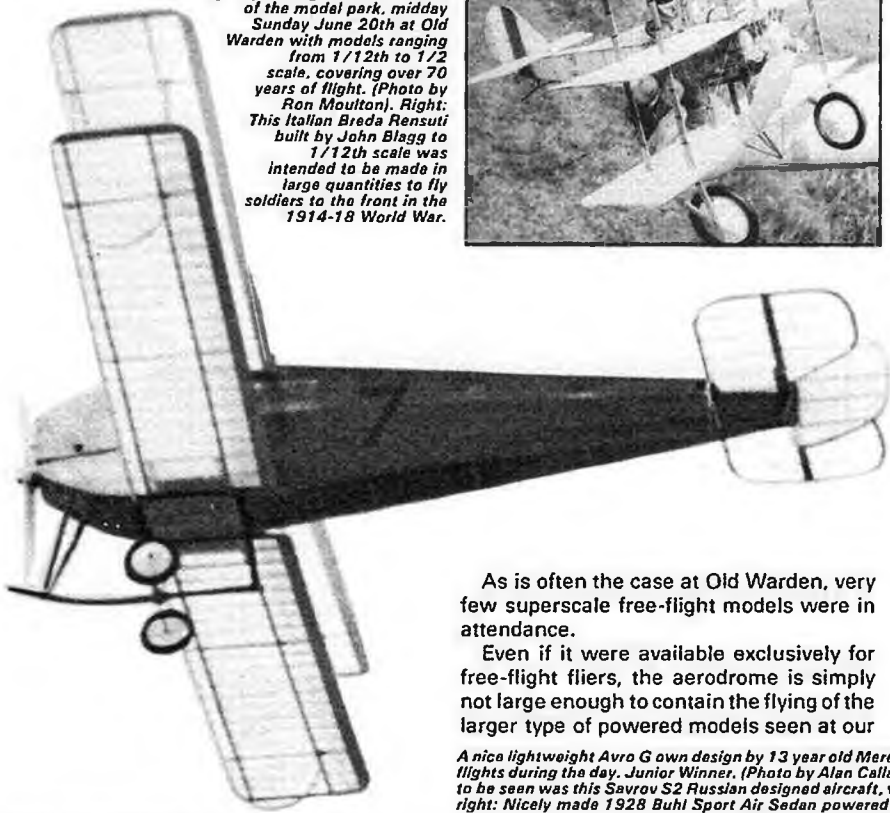 of the model park, midday
Sunday June 20th at Old
Warden with models ranging
from 1/12th to 1/2
scale, covering over 70
years of flight. (Photo by
Ron Moulton). Right:
This Italian Breda Rensuti
built by John Blagg to
1/12th scale was
intended to be made in
large quantities to fly
soldiers to the front in the
1914-18 World War.
As is often the case at Old Warden, very
few superscale free-flight models were in
attendance.
Even if it were available exclusively for
free-flight fliers, the aerodrome is simply
not large enough to contain the flying of the
larger type of powered models seen at our
A nice lightweight Avro G own design by 13 year old
flights during the day. Junior Winner. (Photo by Alan
to be seen was this Savrov S2 Russian designed aircraft,
right: Nicely made 1928 Buhl Sport Air Sedan powered